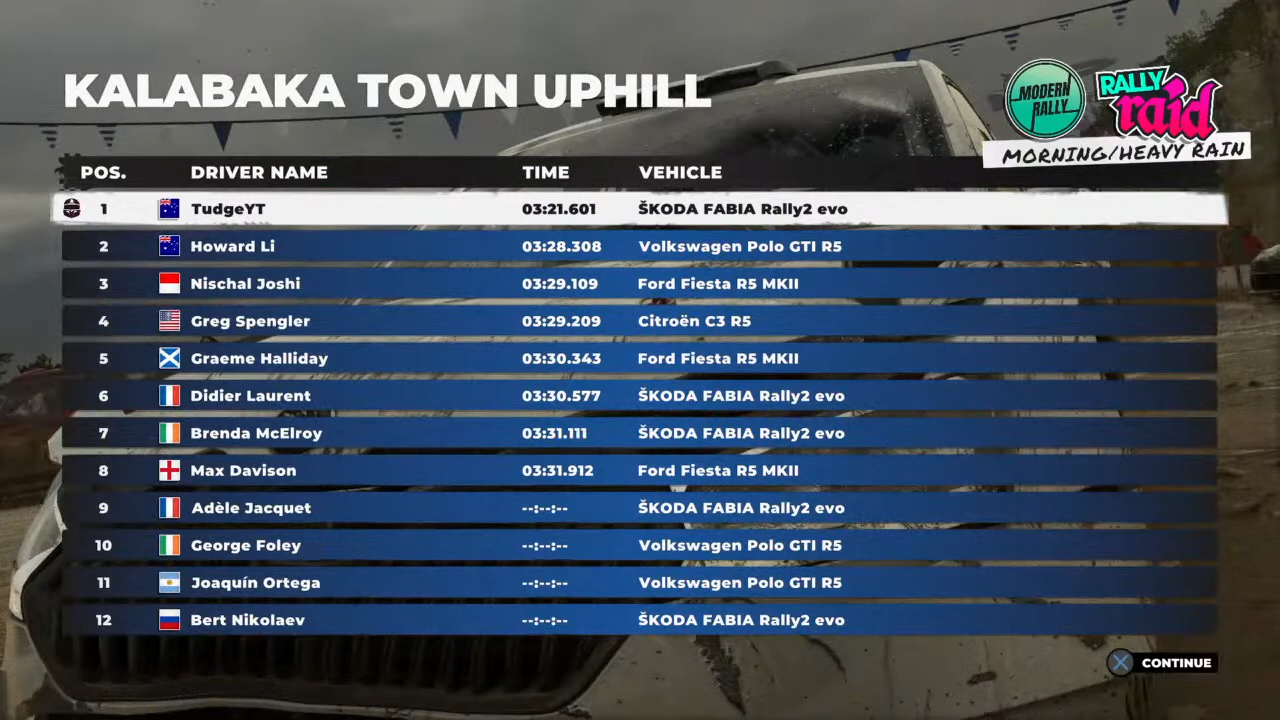 KALABAKA TOWN UPHILL
MODERN RALLY
RALLY raid
MORNING/HEAVY RAIN
POS. DRIVER NAME TIME VEHICLE
1 TudgeYT 03:21.601 ŠKODA FABIA Rally2 evo
2 Howard Li 03:28.308 Volkswagen Polo GTI R5
3 Nischal Joshi 03:29.109 Ford Fiesta R5 MKII
4 Greg Spengler 03:29.209 Citroën C3 R5
5 Graeme Halliday 03:30.343 Ford Fiesta R5 MKII
6 Didier Laurent 03:30.577 ŠKODA FABIA Rally2 evo
7 Brenda McElroy 03:31.111 ŠKODA FABIA Rally2 evo
8 Max Davison 03:31.912 Ford Fiesta R5 MKII
9 Adèle Jacquet --:--:-- ŠKODA FABIA Rally2 evo
10 George Foley --:--:-- Volkswagen Polo GTI R5
11 Joaquín Ortega --:--:-- Volkswagen Polo GTI R5
12 Bert Nikolaev --:--:-- ŠKODA FABIA Rally2 evo
CONTINUE